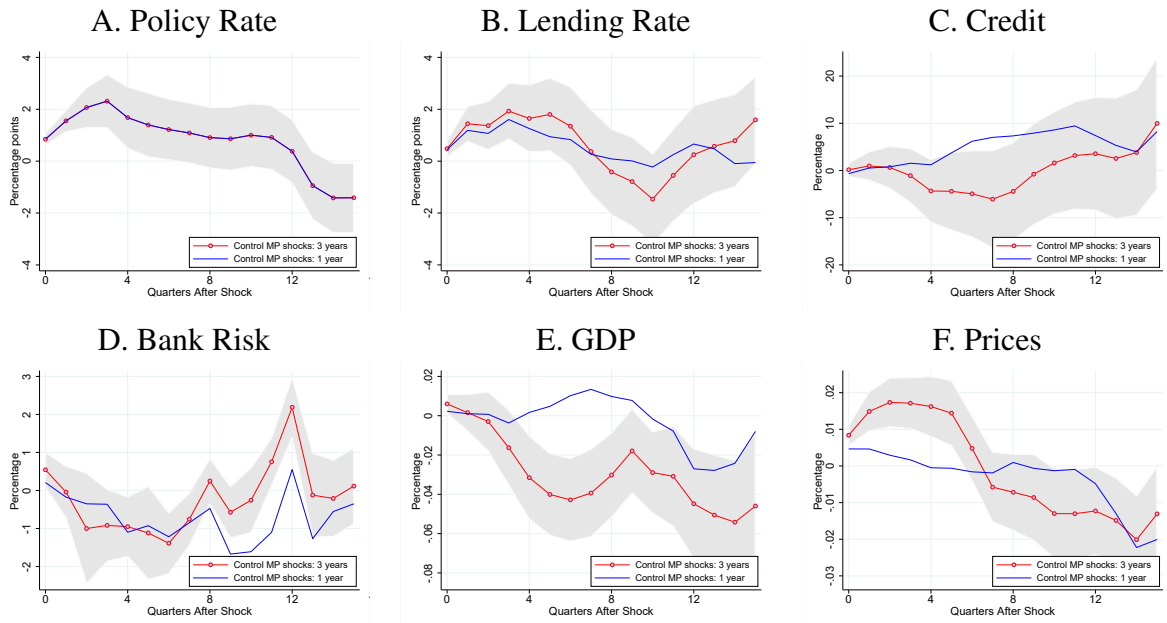 A. Policy Rate
Percentage points
4
2
0
-2
-4
0
4
8
12
1
Quarters After Shock
Control MP shocks: 3 years
Control MP shocks: 1 year
B. Lending Rate
Percentage points
4
2
0
-2
-4
0
4
8
12
Quarters After Shock
Control MP shocks: 3 years
Control MP shocks: 1 year
C. Credit
Percentage
20
10
0
-10
-20
0
4
8
12
Quarters After Shock
Control MP shocks: 3 years
Control MP shocks: 1 year
D. Bank Risk
Percentage
3
2
1
0
-1
-2
0
4
8
12
Quarters After Shock
Control MP shocks: 3 years
Control MP shocks: 1 year
E. GDP
Percentage
.02
0
-.02
-.04
-.06
-.08
0
4
8
12
Quarters After Shock
Control MP shocks: 3 years
Control MP shocks: 1 year
F. Prices
Percentage
.02
.01
0
-.01
-.02
-.03
0
4
8
12
Quarters After Shock
Control MP shocks: 3 years
Control MP shocks: 1 year